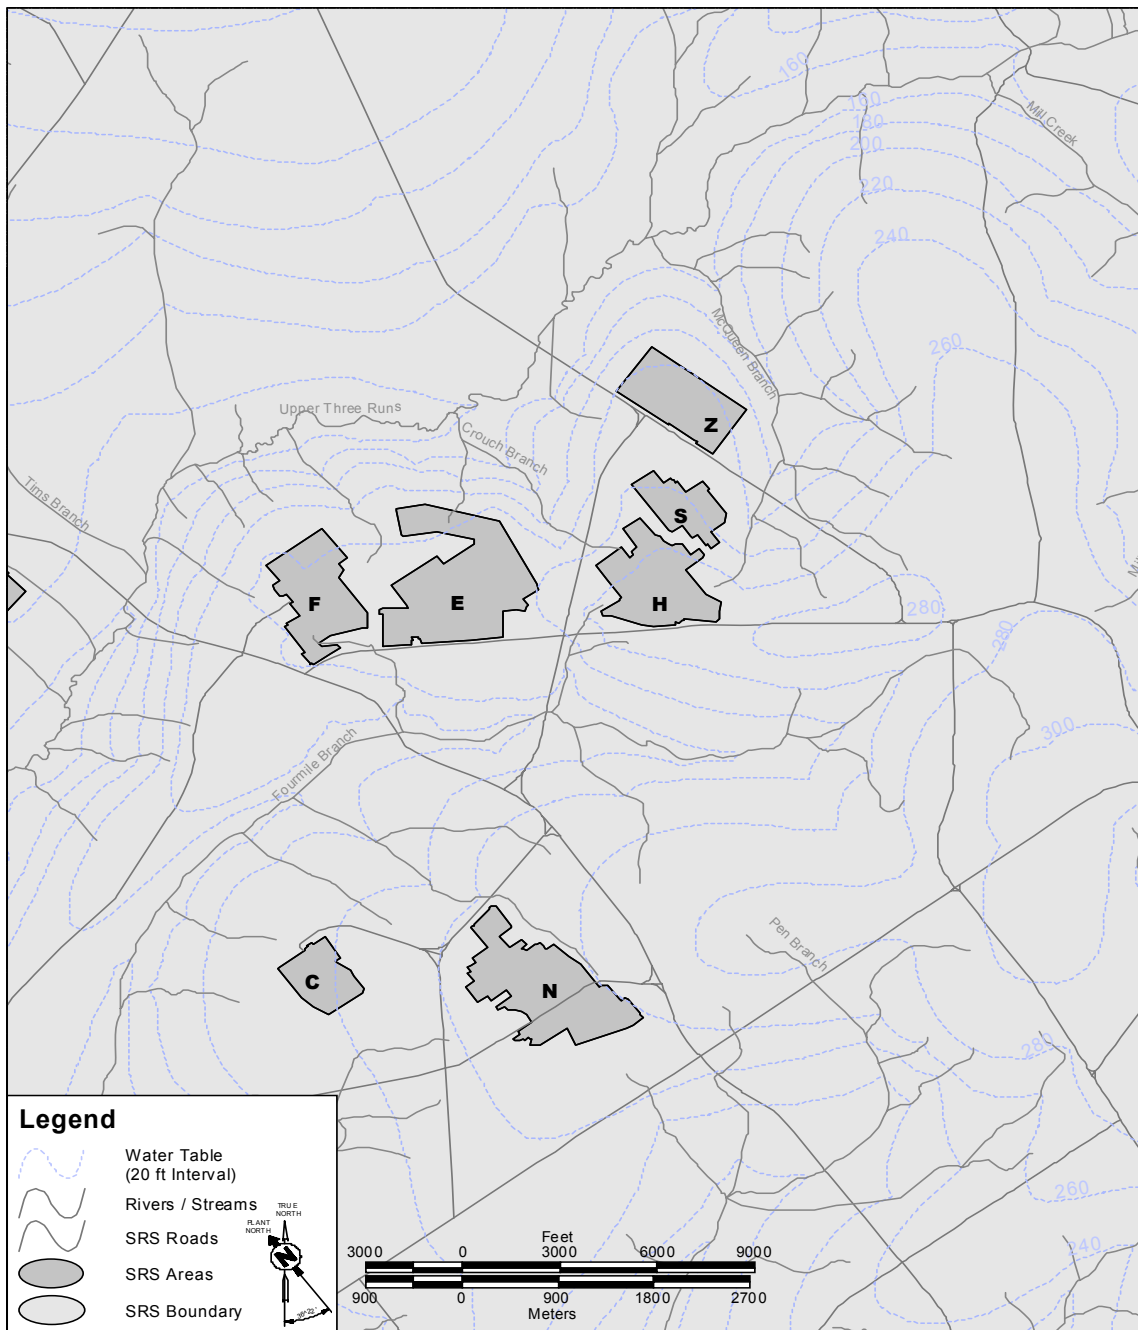 160
160
180
200
220
240
260
Mill Creek
McQueen Branch
Upper Three Runs
Crouch Branch
Tims Branch
Z
S
F
E
H
280
280
300
Fourmile Branch
Pen Branch
C
N
280
260
240
Legend
Water Table
(20 ft Interval)
Rivers / Streams
SRS Roads
SRS Areas
SRS Boundary
TRUE
NORTH
PLANT
NORTH
N
Feet
3000 0 3000 6000 9000
900 0 900 1800 2700
Meters